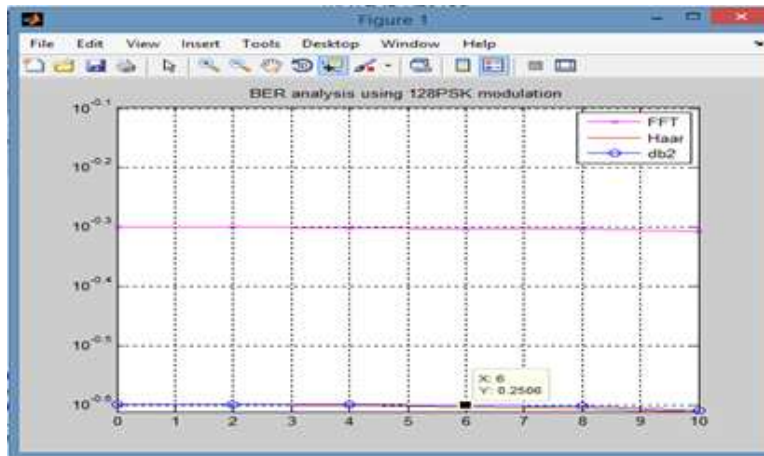 Figure 1
File Edit View Insert Tools Desktop Window Help
BER analysis using 128PSK modulation
10^-0.1
FFT
Haar
db2
10^-0.2
10^-0.3
10^-0.4
10^-0.5
X: 6
Y: 0.2506
10^-0.6
0 1 2 3 4 5 6 7 8 9 10